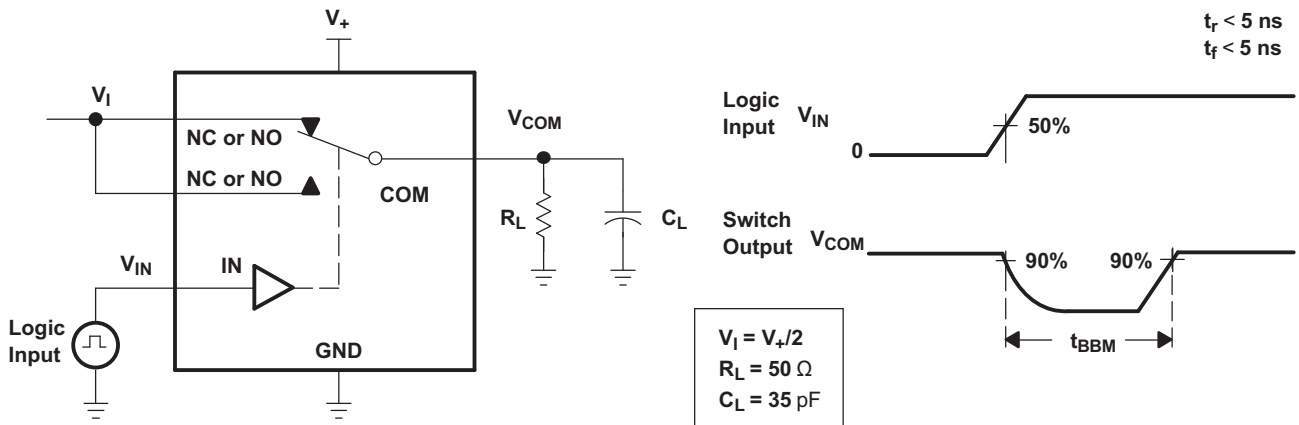 V+
tr < 5 ns
tf < 5 ns
VI
NC or NO
NC or NO
COM
VCOM
RL
CL
VIN
IN
Logic
Input
GND
Logic
Input
VIN
50%
0
Switch
Output
VCOM
90%
90%
tBBM
VI = V+/2
RL = 50 Ω
CL = 35 pF